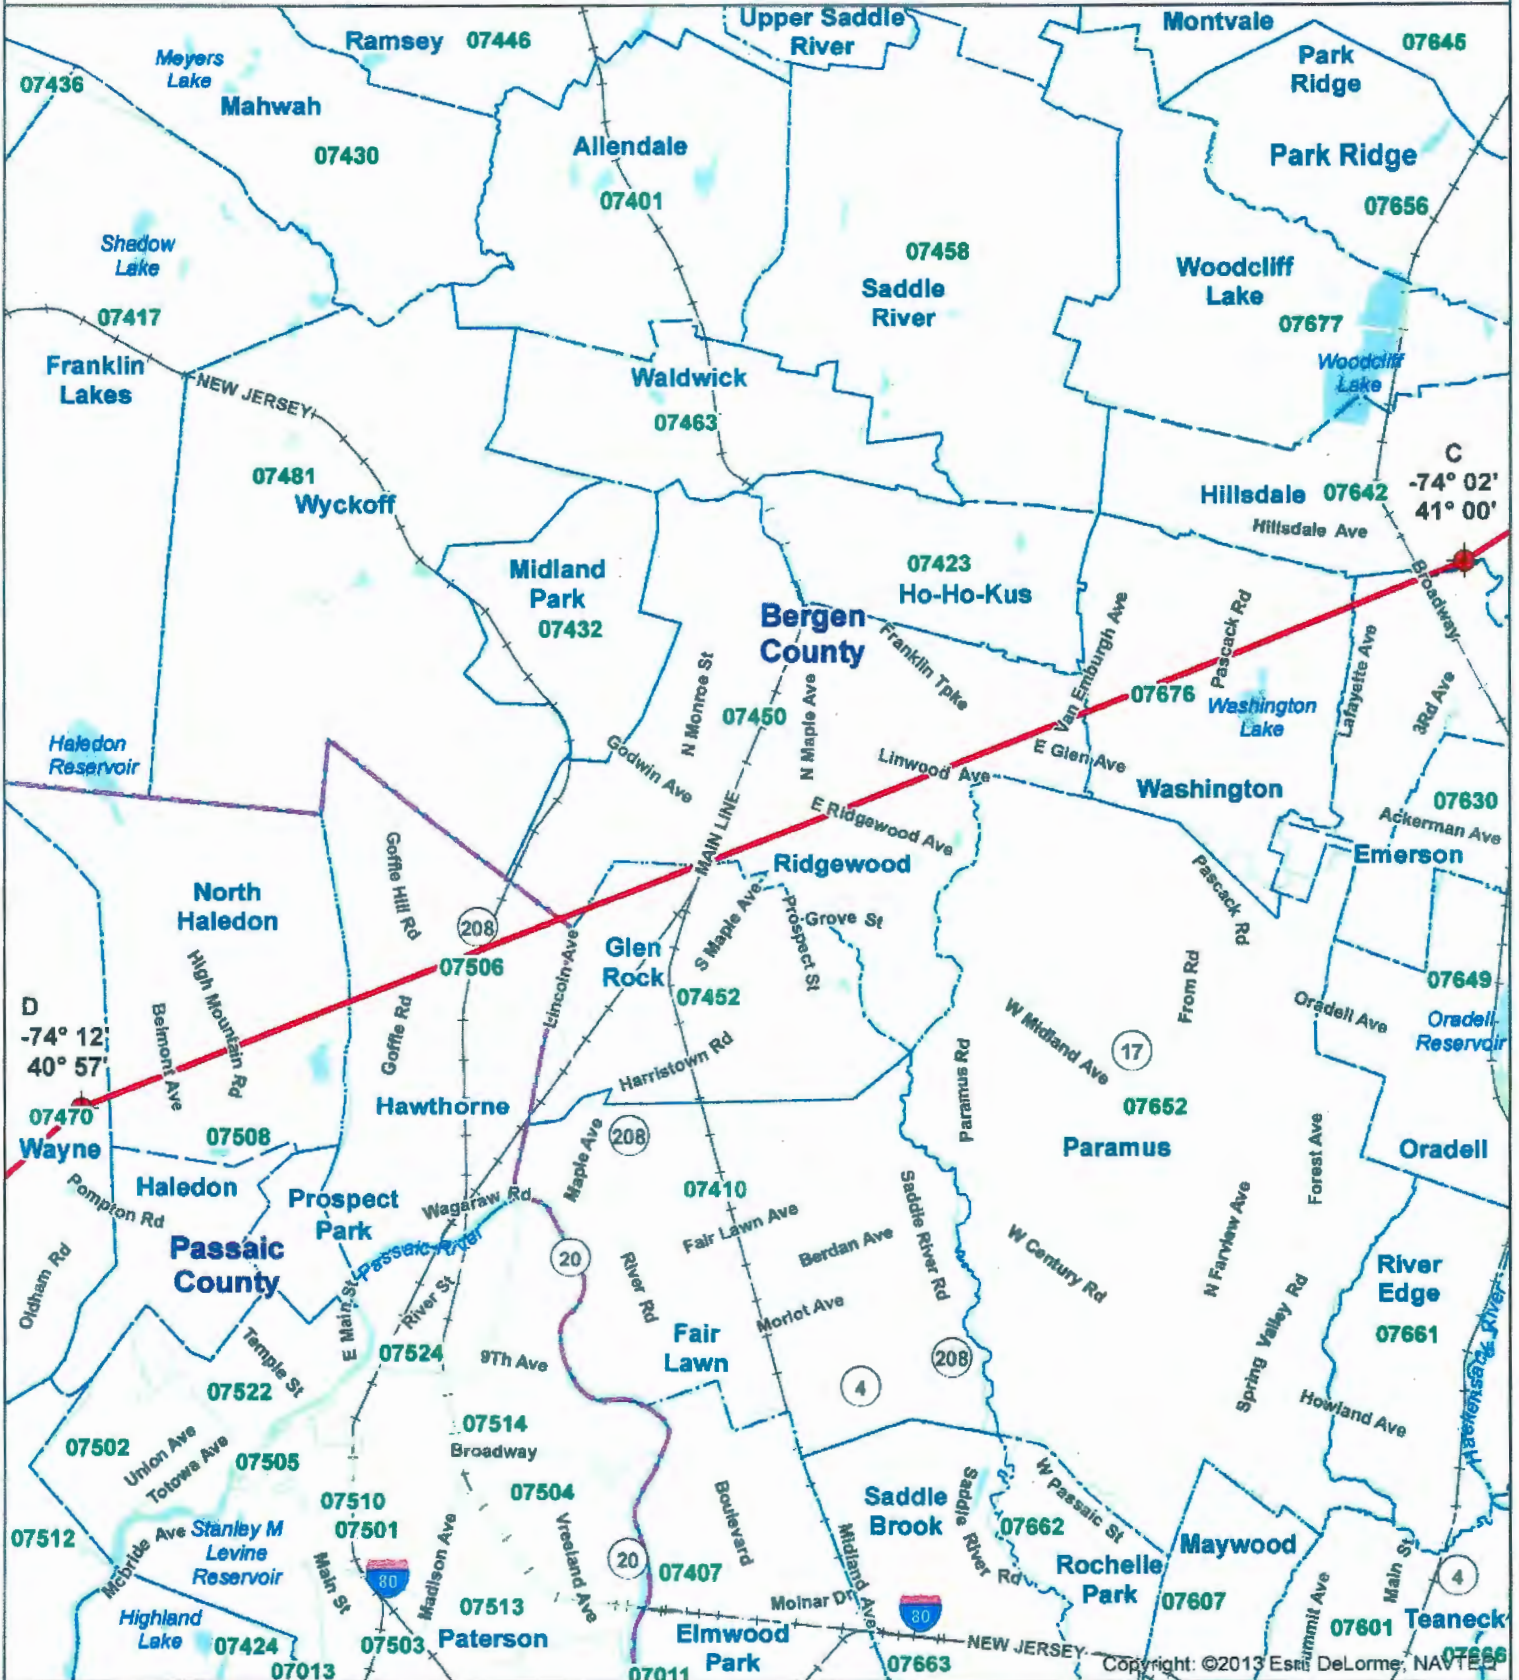 Upper Saddle
River
Montvale
Ramsey 07446
07645
Park
Ridge
Meyers
Lake
07436
Mahwah
07430
Allendale
07401
Park Ridge
07656
Shadow
Lake
07417
07458
Saddle
River
Woodcliff
Lake
07677
Woodcliff
Lake
Franklin
Lakes
NEW JERSEY
Waldwick
07463
07481
Wyckoff
C
-74° 02'
41° 00'
Hillsdale 07642
Hillsdale Ave
Midland
Park
07432
07423
Ho-Ho-Kus
Bergen
County
Broadway
Franklin Tpke
Van Emburgh Ave
Pascack Rd
Lafayette Ave
3Rd Ave
N Monroe St
07450
N Maple Ave
07676
Washington
Lake
Haledon
Reservoir
Godwin Ave
Linwood Ave
E Glen Ave
Washington
07630
Ackerman Ave
MAIN LINE
E Ridgewood Ave
Ridgewood
Emerson
Goffle Hill Rd
North
Haledon
208
Pascack Rd
Glen
Rock
S Maple Ave
Prospect St
Grove St
07506
Lincoln Ave
07452
High Mountain Rd
From Rd
07649
Oradell Ave
Oradell
Reservoir
D
-74° 12'
40° 57'
Belmont Ave
Goffle Rd
W Midland Ave
17
Harristown Rd
Paramus Rd
07470
Wayne
Hawthorne
07508
208
07652
Paramus
Forest Ave
Oradell
Maple Ave
Haledon
Pompton Rd
Prospect
Park
Wagaraw Rd
07410
Saddle River Rd
Passaic
County
Passaic River
20
Fair Lawn Ave
Berdan Ave
W Century Rd
N Farview Ave
River
Edge
07661
Oldham Rd
E Main St
River St
River Rd
Morlot Ave
Spring Valley Rd
Hackensack River
Temple St
07524
9Th Ave
Fair
Lawn
208
4
07522
Howland Ave
07502
Union Ave
Totowa Ave
07505
07514
Broadway
07510
07501
07504
Boulevard
Saddle
Brook
Saddle River Rd
W Passaic St
07662
07512
Mcbride Ave
Stanley M
Levine
Reservoir
Main St
80
Madison Ave
Vreeland Ave
20
07407
Midland Ave
Rochelle
Park
Maywood
07607
Main St
4
Molnar Dr
80
Highland
Lake
07424
07013
07503
07513
Paterson
Elmwood
Park
07011
07663
NEW JERSEY
07601
Teaneck
07666
Copyright: ©2013 Esri, DeLorme, NAVTEQ